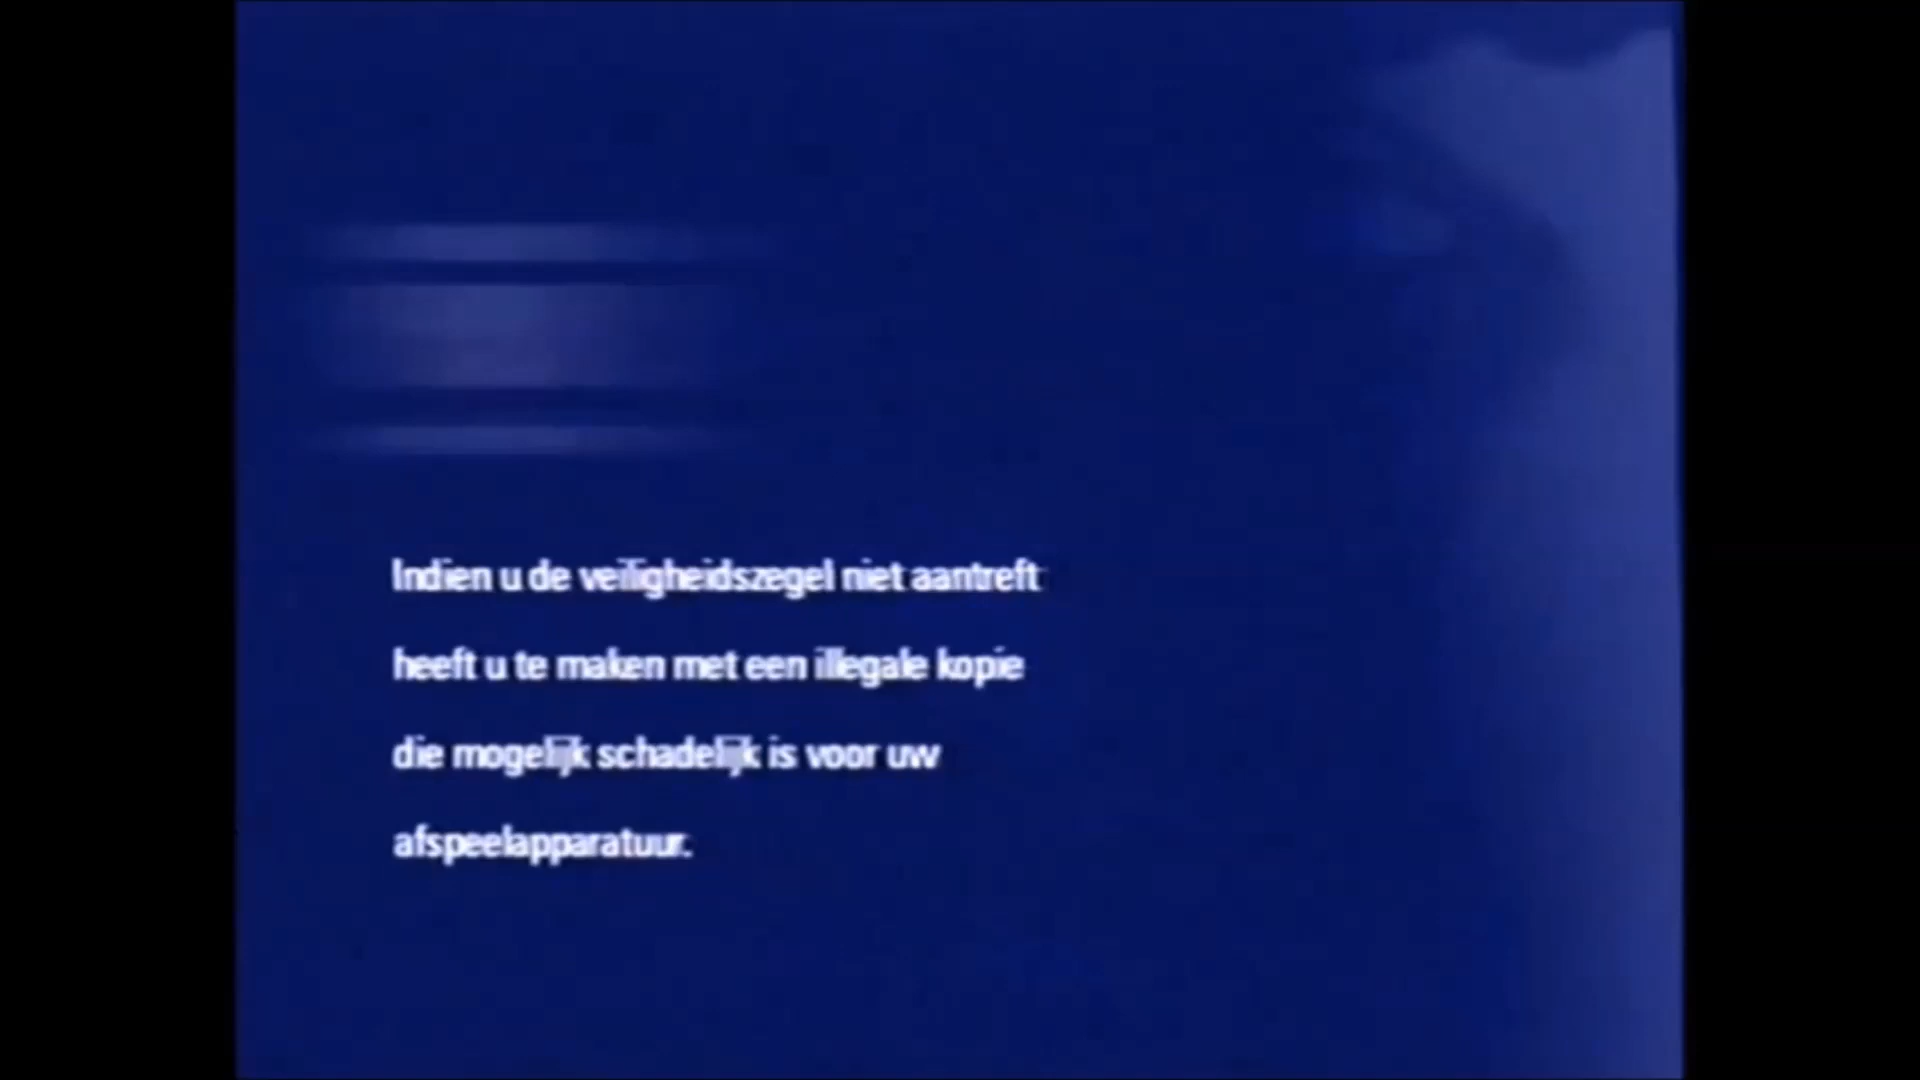 Indien u de veiligheidszegel niet aantreft
heeft u te maken met een illegale kopie
die mogelijk schadelijk is voor uw
afspeelapparatuur.